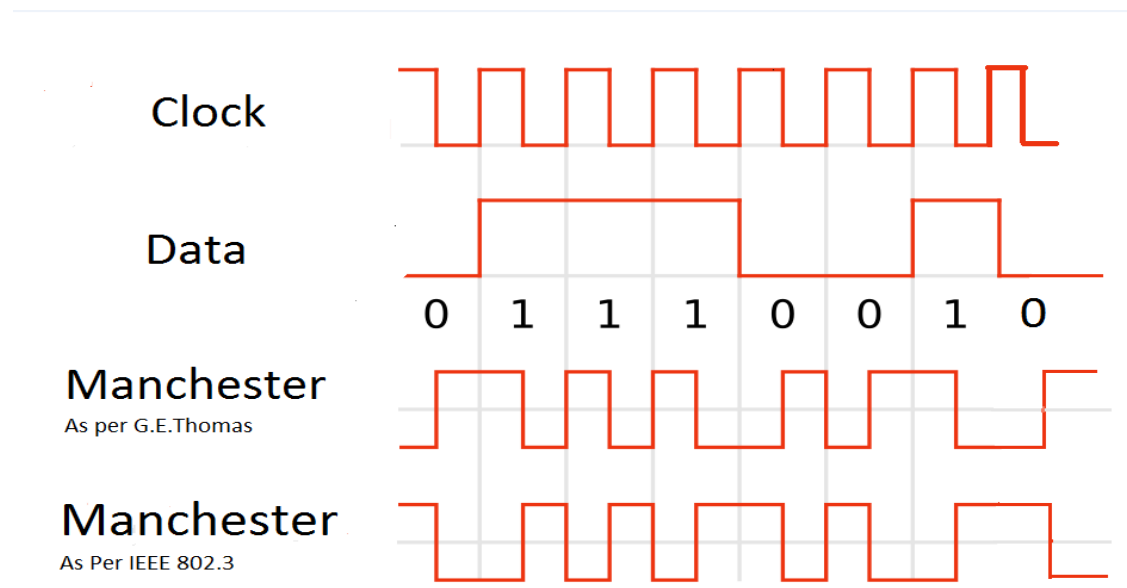 Clock
Data
0 1 1 1 0 0 1 0
Manchester
As per G.E.Thomas
Manchester
As Per IEEE 802.3